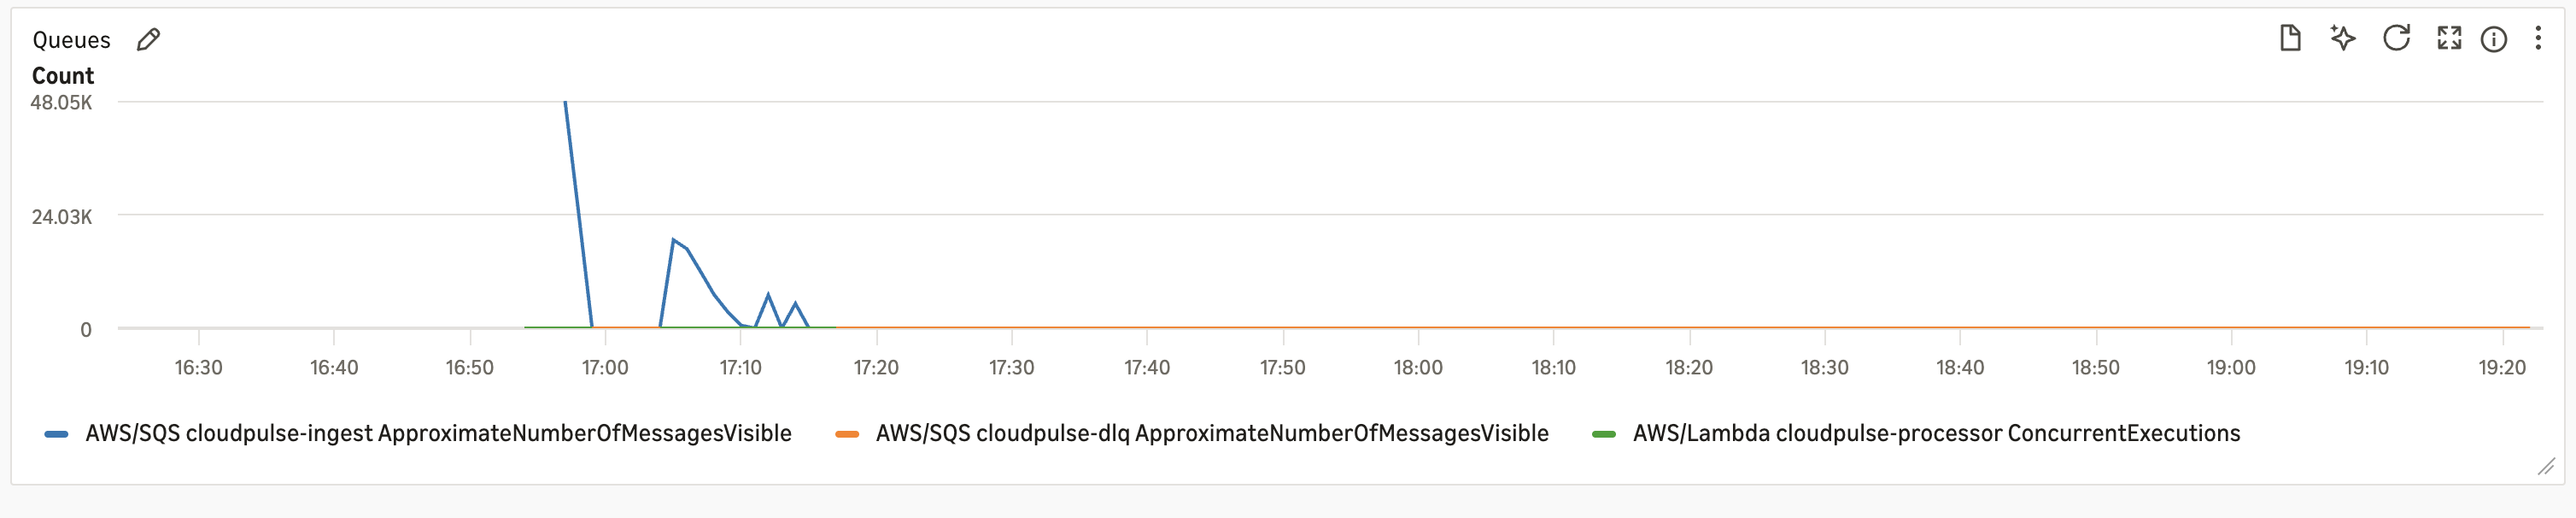 Queues
Count
48.05K
24.03K
0
16:30 16:40 16:50 17:00 17:10 17:20 17:30 17:40 17:50 18:00 18:10 18:20 18:30 18:40 18:50 19:00 19:10 19:20
AWS/SQS cloudpulse-ingest ApproximateNumberOfMessagesVisible AWS/SQS cloudpulse-dlq ApproximateNumberOfMessagesVisible AWS/Lambda cloudpulse-processor ConcurrentExecutions